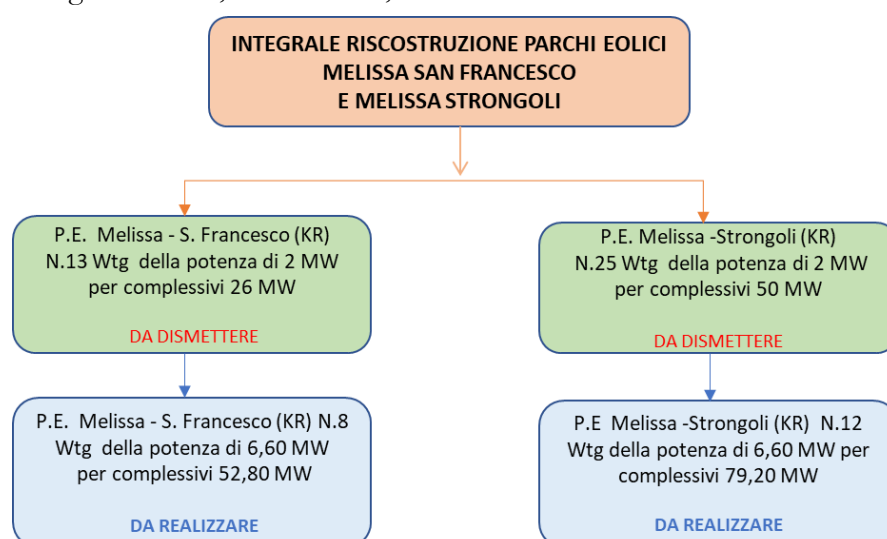 INTEGRALE RISCOSTRUZIONE PARCHI EOLICI
MELISSA SAN FRANCESCO
E MELISSA STRONGOLI
P.E. Melissa - S. Francesco (KR)
N.13 Wtg della potenza di 2 MW
per complessivi 26 MW
DA DISMETTERE
P.E. Melissa -Strongoli (KR)
N.25 Wtg della potenza di 2 MW
per complessivi 50 MW
DA DISMETTERE
P.E. Melissa - S. Francesco (KR) N.8
Wtg della potenza di 6,60 MW
per complessivi 52,80 MW
DA REALIZZARE
P.E Melissa -Strongoli (KR) N.12
Wtg della potenza di 6,60 MW per
complessivi 79,20 MW
DA REALIZZARE